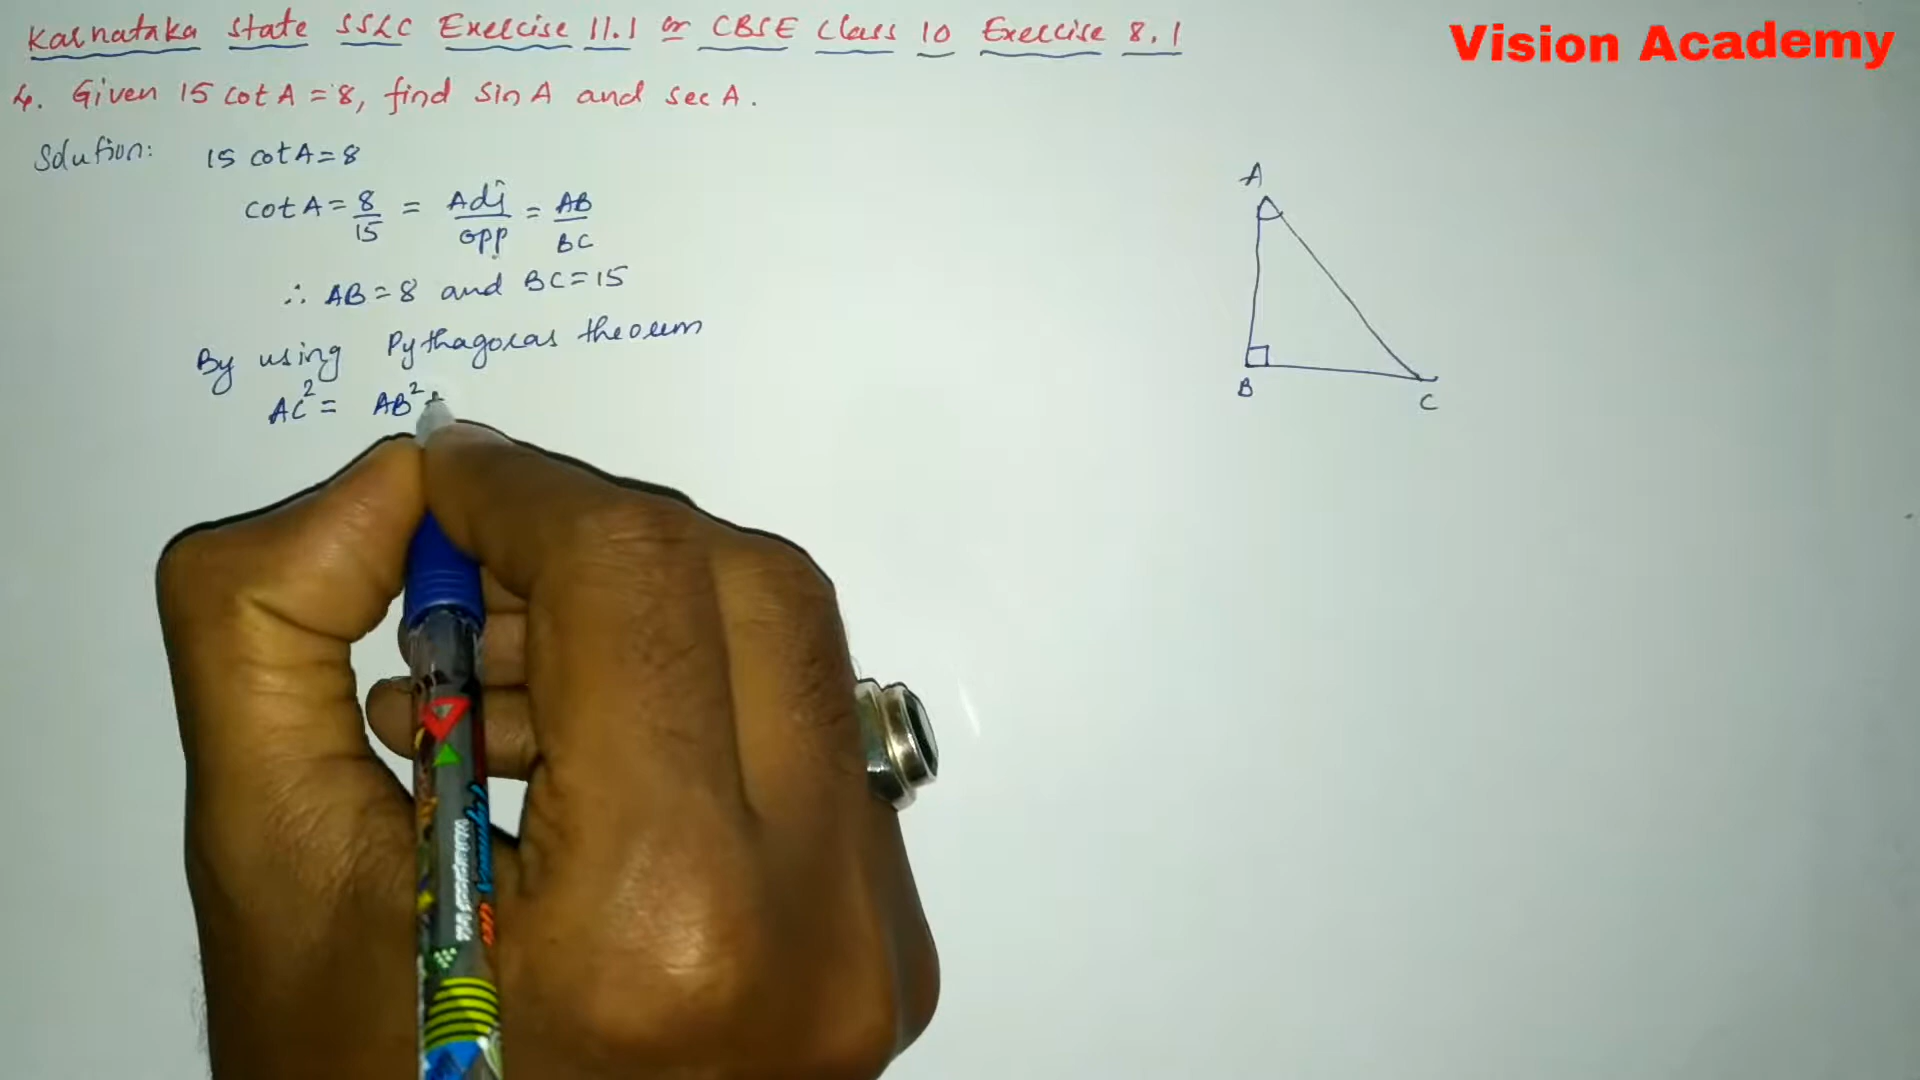 Karnataka State SSLC Exercise 11.1 or CBSE Class 10 Exercise 8.1
Vision Academy
4. Given 15 cot A = 8, find sin A and sec A.
Solution: 15 cot A = 8
cot A = 8/15 = Adj/opp = AB/BC
∴ AB = 8 and BC = 15
By using Pythagoras theorem
AC² = AB² +
A
B
C